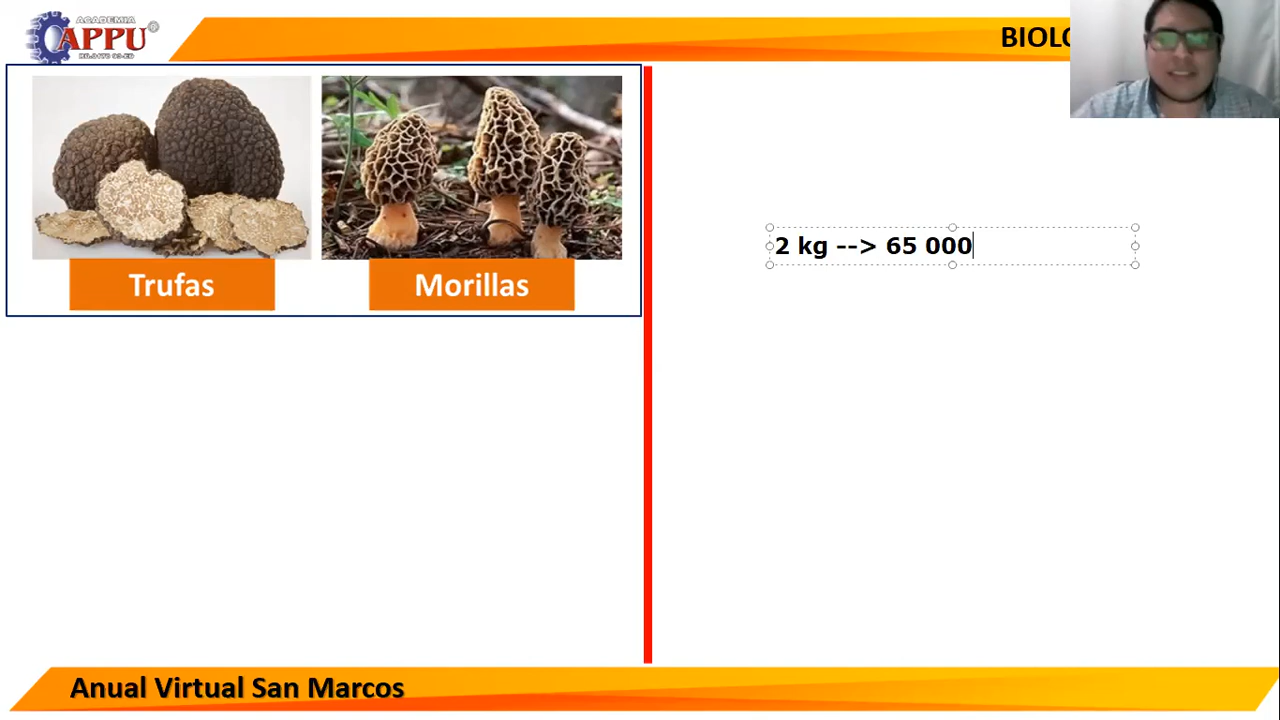 ACADEMIA
APPU
BIOLO
Trufas
Morillas
2 kg --> 65 000
Anual Virtual San Marcos